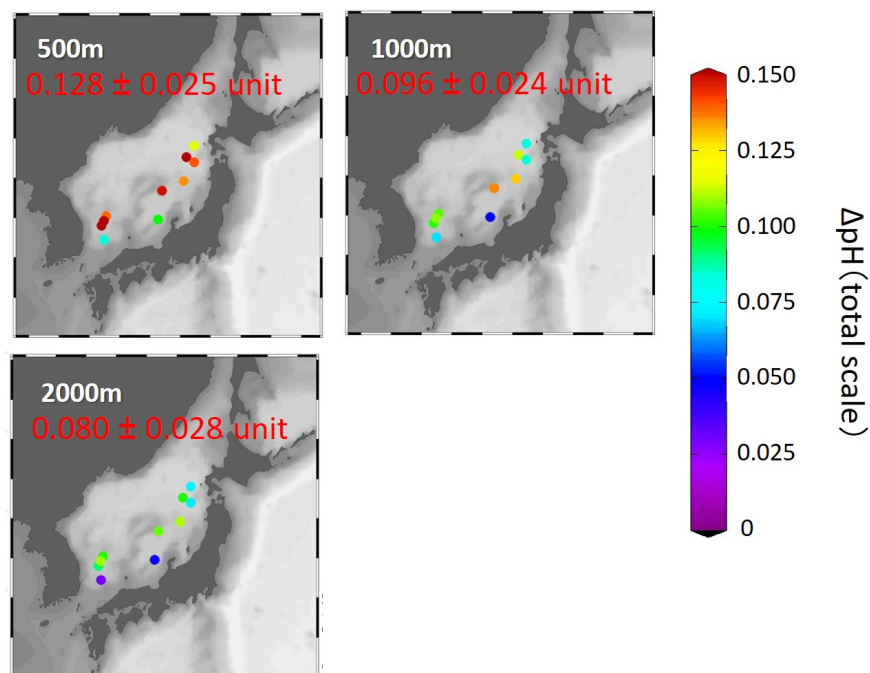 500m
0.128 ± 0.025 unit
1000m
0.096 ± 0.024 unit
2000m
0.080 ± 0.028 unit
0.150
0.125
0.100
0.075
0.050
0.025
0
ΔpH(total scale)